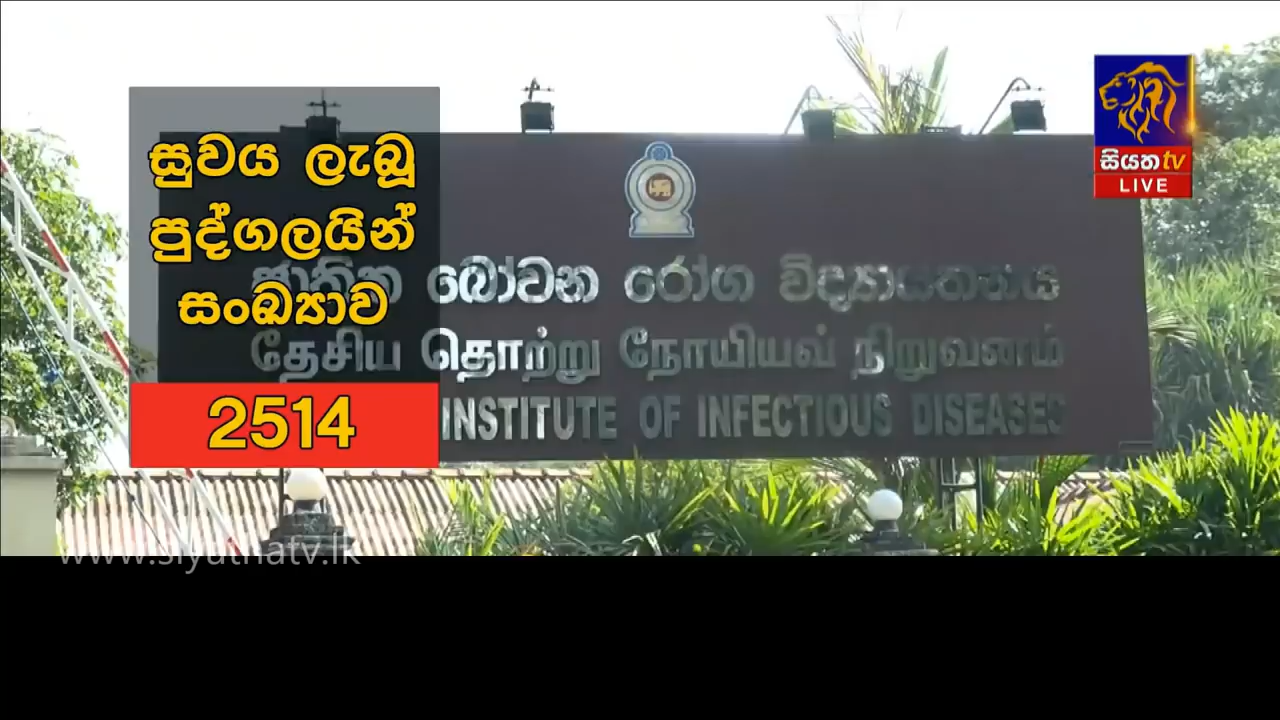 සුවය ලැබූ
පුද්ගලයින්
සංඛ්‍යාව
2514
ජාතික බෝවන රෝග විද්‍යායතනය
தேசிய தொற்று நோயியல் நிறுவனம்
INSTITUTE OF INFECTIOUS DISEASES
සියත tv
LIVE
www.siyathatv.lk